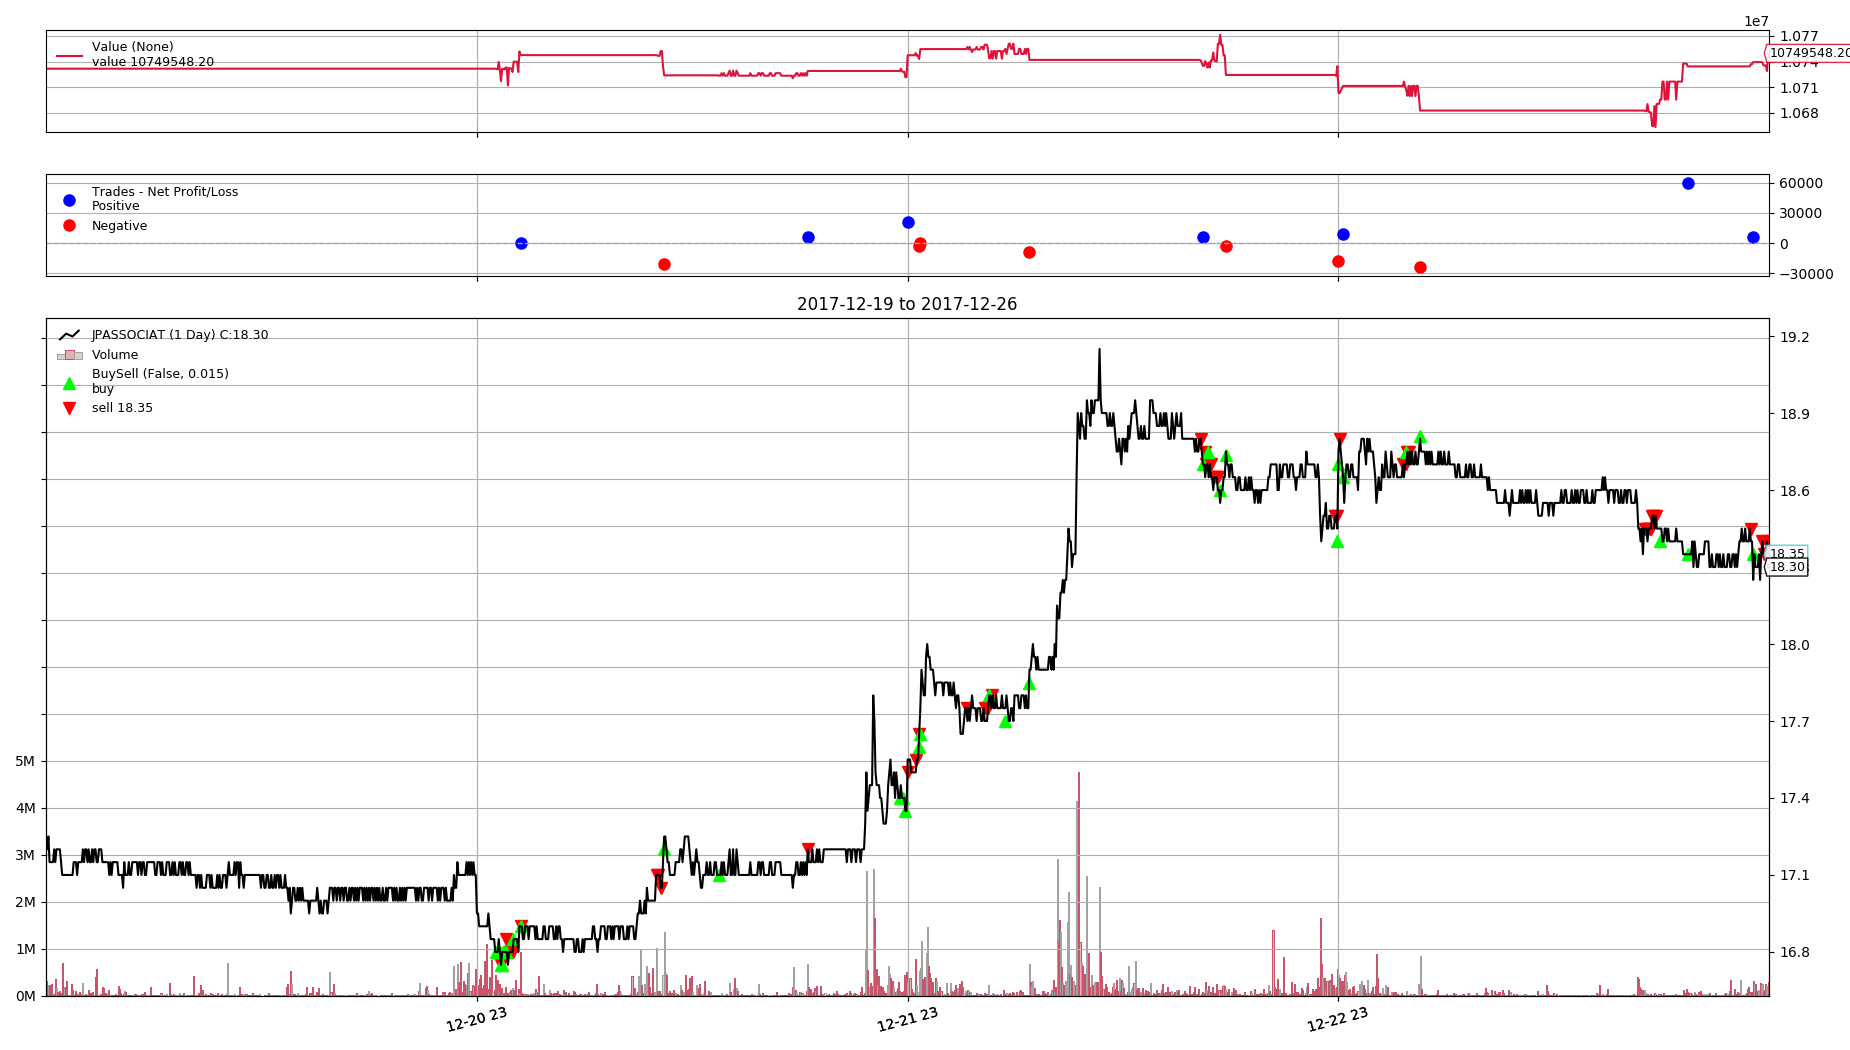 1e7
Value (None)
value 10749548.20
1.077
10749548.20
1.074
1.071
1.068
Trades - Net Profit/Loss
Positive
Negative
60000
30000
0
−30000
2017-12-19 to 2017-12-26
JPASSOCIAT (1 Day) C:18.30
Volume
BuySell (False, 0.015)
buy
sell 18.35
19.2
18.9
18.6
18.35
18.30
18.0
17.7
17.4
17.1
16.8
5M
4M
3M
2M
1M
0M
12-20 23
12-21 23
12-22 23